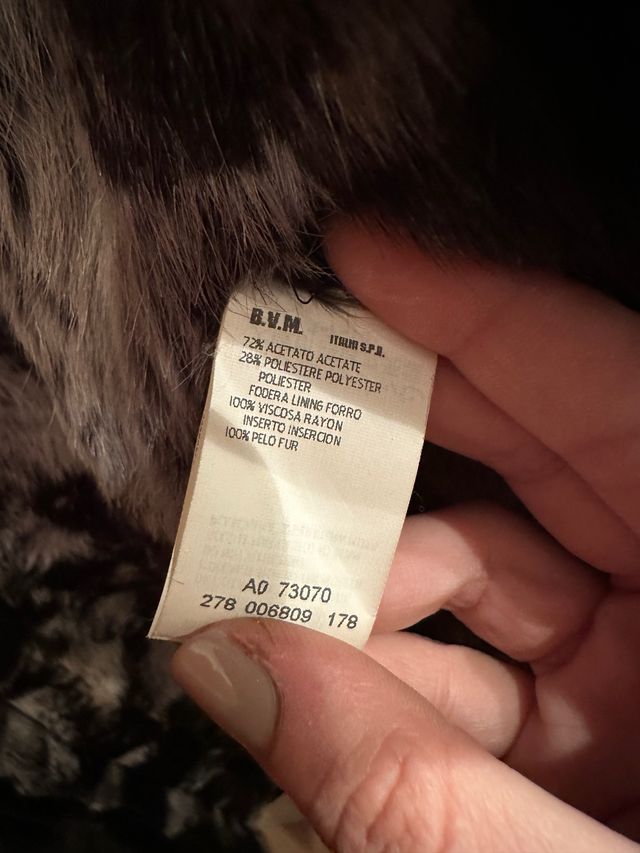 B.V.M.
ITALIA S.P.A.
72% ACETATO ACETATE
28% POLIESTERE POLYESTER
POLIESTER
FODERA LINING FORRO
100% VISCOSA RAYON
INSERTO INSERCION
100% PELO FUR
A0 73070
278 006809 178